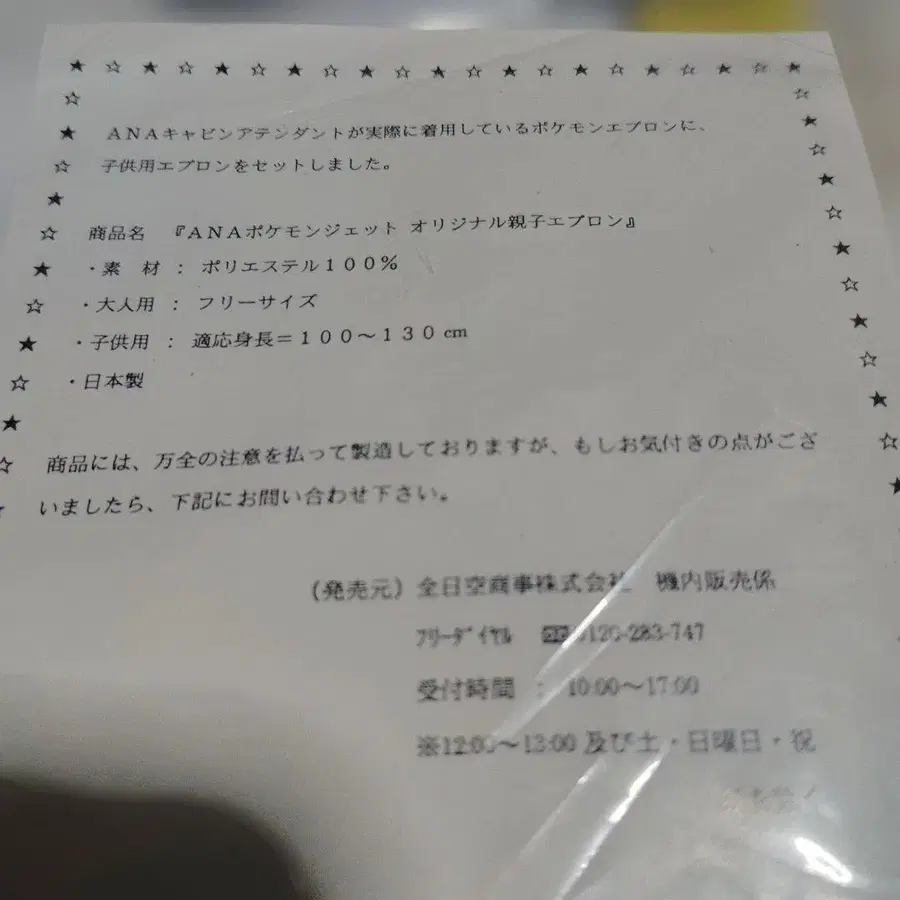 ANAキャビンアテンダントが実際に着用しているポケモンエプロンに、
子供用エプロンをセットしました。
商品名 『ANAポケモンジェット オリジナル親子エプロン』
・素 材 : ポリエステル100%
・大人用 : フリーサイズ
・子供用 : 適応身長=100~130cm
・日本製
商品には、万全の注意を払って製造しておりますが、もしお気付きの点がござ
いましたら、下記にお問い合わせ下さい。
(発売元)全日空商事株式会社 機内販売係
フリーダイヤル 0120-283-747
受付時間 : 10:00~17:00
※12:00~13:00及び土・日曜日・祝